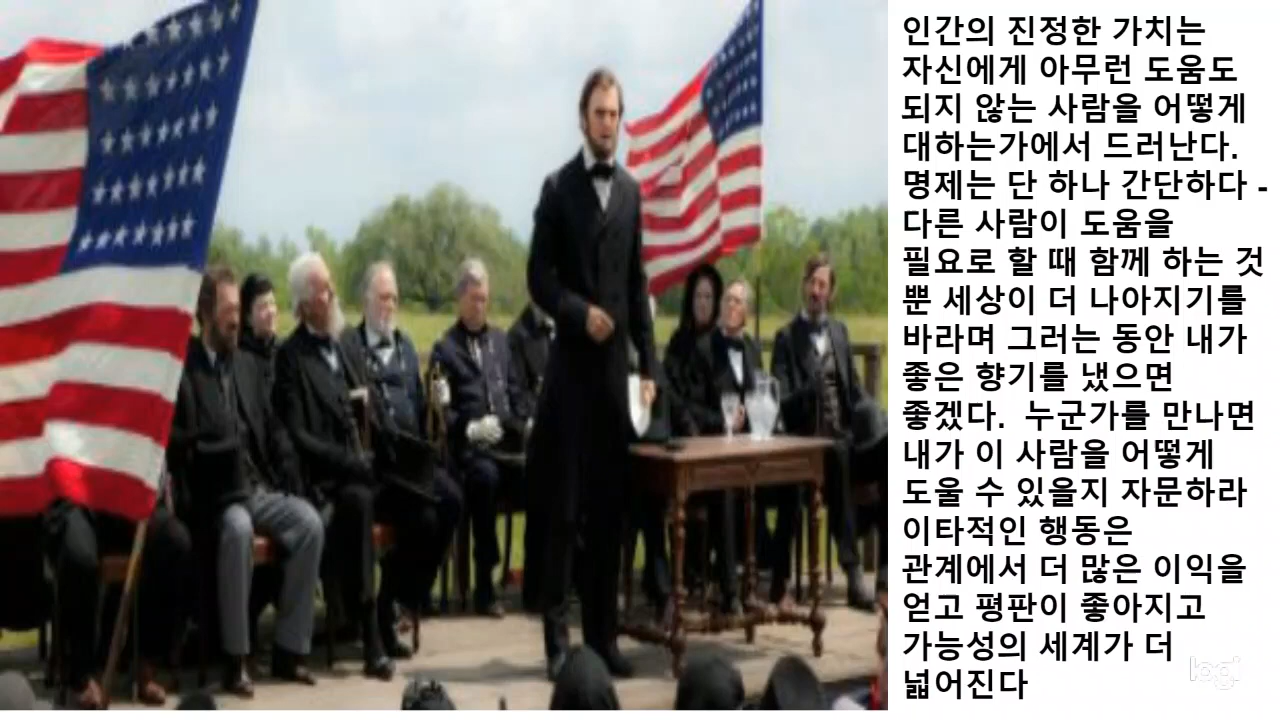 인간의 진정한 가치는
자신에게 아무런 도움도
되지 않는 사람을 어떻게
대하는가에서 드러난다.
명제는 단 하나 간단하다 -
다른 사람이 도움을
필요로 할 때 함께 하는 것
뿐 세상이 더 나아지기를
바라며 그러는 동안 내가
좋은 향기를 냈으면
좋겠다.  누군가를 만나면
내가 이 사람을 어떻게
도울 수 있을지 자문하라
이타적인 행동은
관계에서 더 많은 이익을
얻고 평판이 좋아지고
가능성의 세계가 더
넓어진다
logi